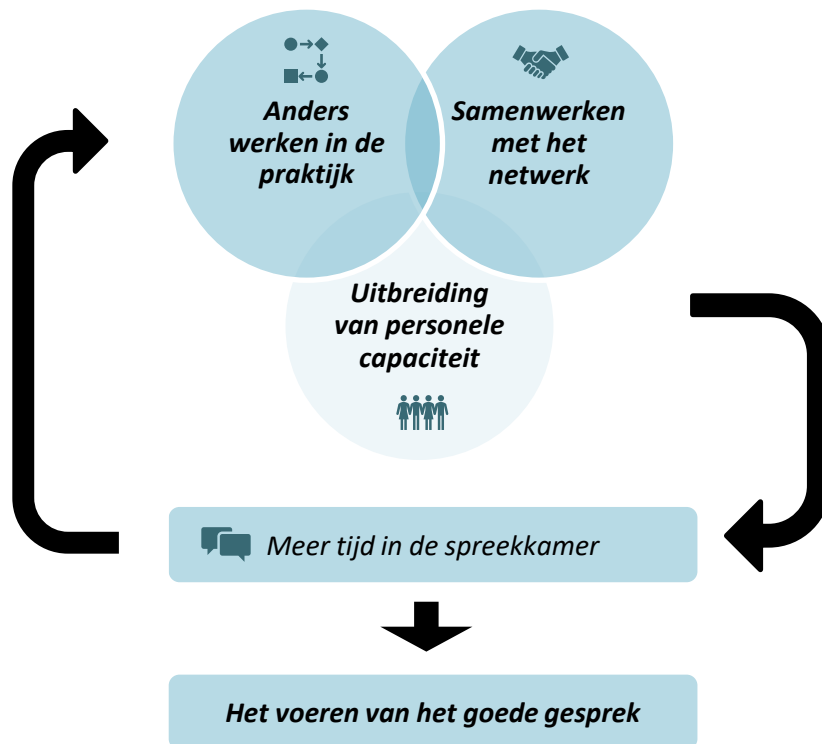 Anders
werken in de
praktijk
Samenwerken
met het
netwerk
Uitbreiding
van personele
capaciteit
Meer tijd in de spreekkamer
Het voeren van het goede gesprek